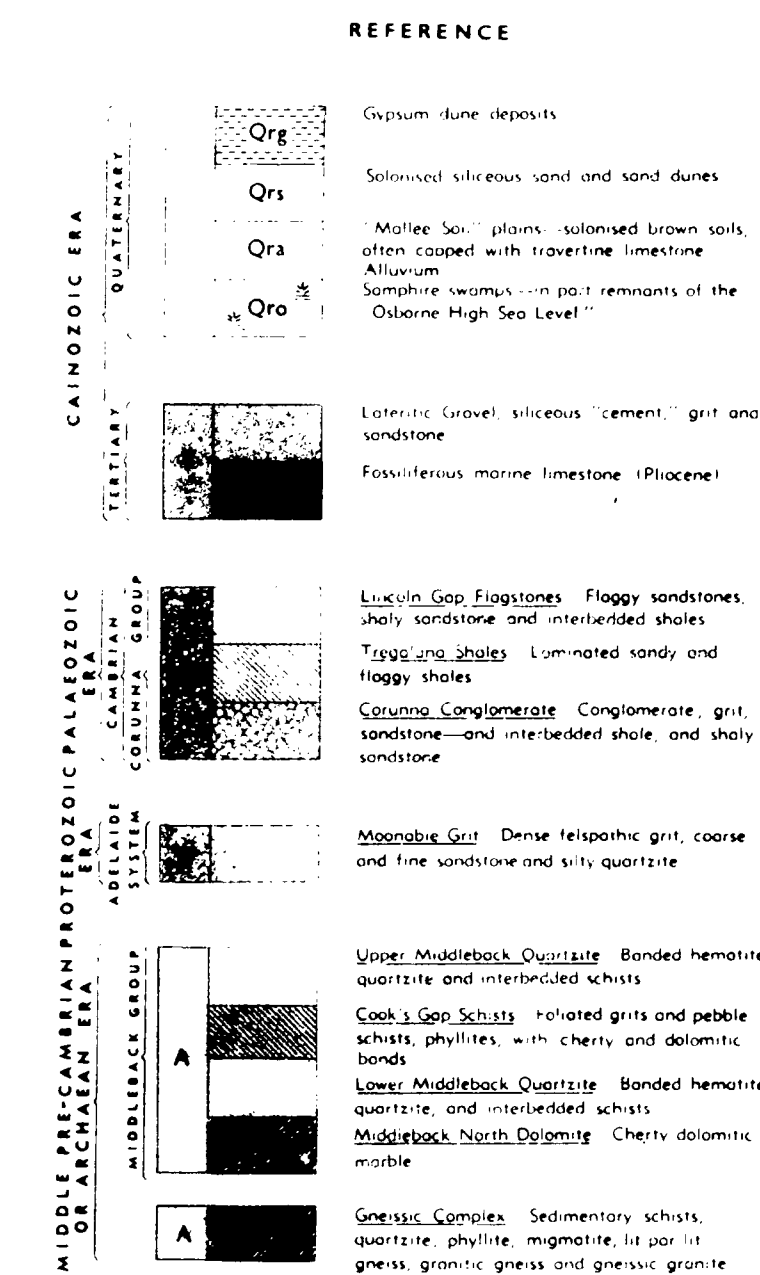 REFERENCE
CAINOZOIC ERA
QUATERNARY
Qrg
Gypsum dune deposits
Qrs
Solonised siliceous sand and sand dunes
Qra
"Mallee Soil" plains--solonised brown soils,
often capped with travertine limestone
Alluvium
Qro
Samphire swamps--in part remnants of the
"Osborne High Sea Level"
TERTIARY
Lateritic Gravel, siliceous "cement," grit and
sandstone
Fossiliferous marine limestone (Pliocene)
PALAEOZOIC
ERA
CAMBRIAN
CORUNNA GROUP
Lincoln Gap Flagstones Flaggy sandstones,
shaly sandstone and interbedded shales
Tregolana Shales Laminated sandy and
flaggy shales
Corunna Conglomerate Conglomerate, grit,
sandstone—and interbedded shale, and shaly
sandstone
PROTEROZOIC
ERA
ADELAIDE
SYSTEM
Moonabie Grit Dense felspathic grit, coarse
and fine sandstone and silty quartzite
MIDDLE PRE-CAMBRIAN
OR ARCHAEAN ERA
MIDDLEBACK GROUP
A
Upper Middleback Quartzite Banded hematite
quartzite and interbedded schists
Cook's Gap Schists Foliated grits and pebble
schists, phyllites, with cherty and dolomitic
bands
Lower Middleback Quartzite Banded hematite
quartzite, and interbedded schists
Middleback North Dolomite Cherty dolomitic
marble
A
Gneissic Complex Sedimentary schists,
quartzite, phyllite, migmatite, lit par lit
gneiss, granitic gneiss and gneissic granite